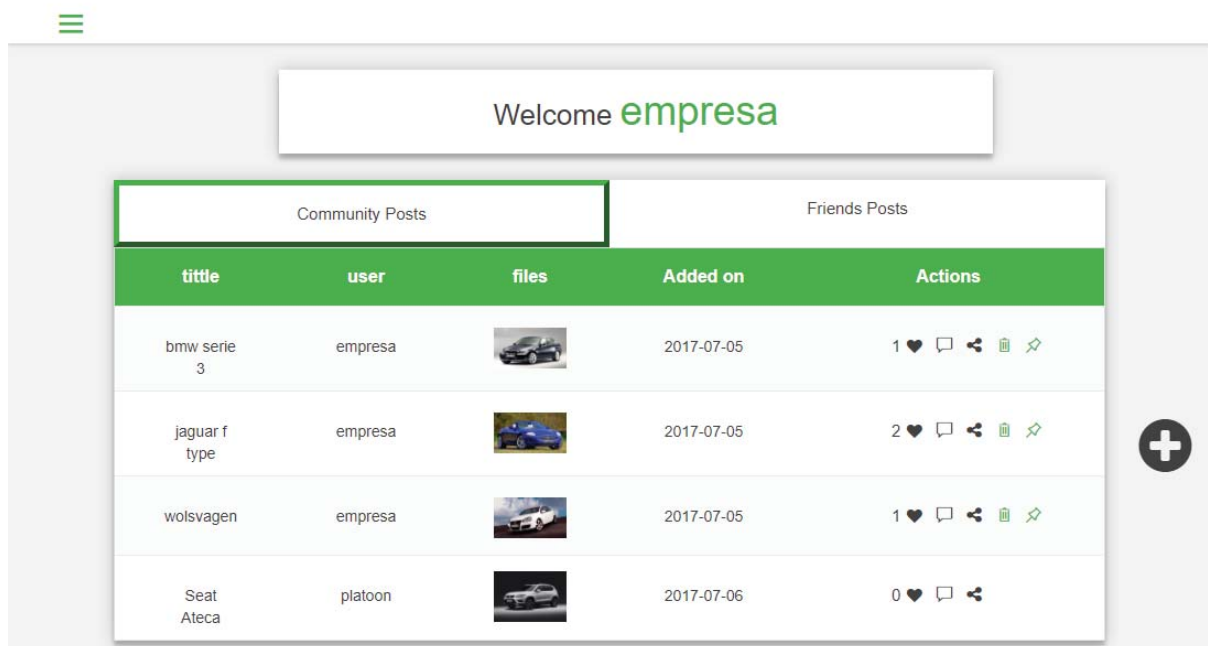 Welcome empresa
Community Posts Friends Posts
tittle user files Added on Actions
bmw serie 3 empresa 2017-07-05 1
jaguar f type empresa 2017-07-05 2
wolsvagen empresa 2017-07-05 1
Seat Ateca platoon 2017-07-06 0